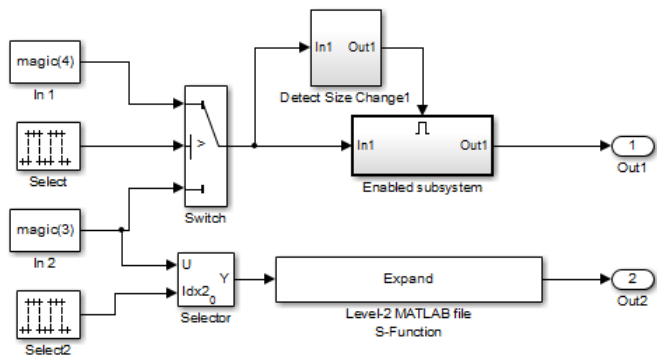 magic(4)
In 1
In1 Out1
Detect Size Change1
Select
>
Switch
In1 Out1
Enabled subsystem
1
Out1
magic(3)
In 2
U
Idx2 0
Y
Selector
Select2
Expand
Level-2 MATLAB file
S-Function
2
Out2